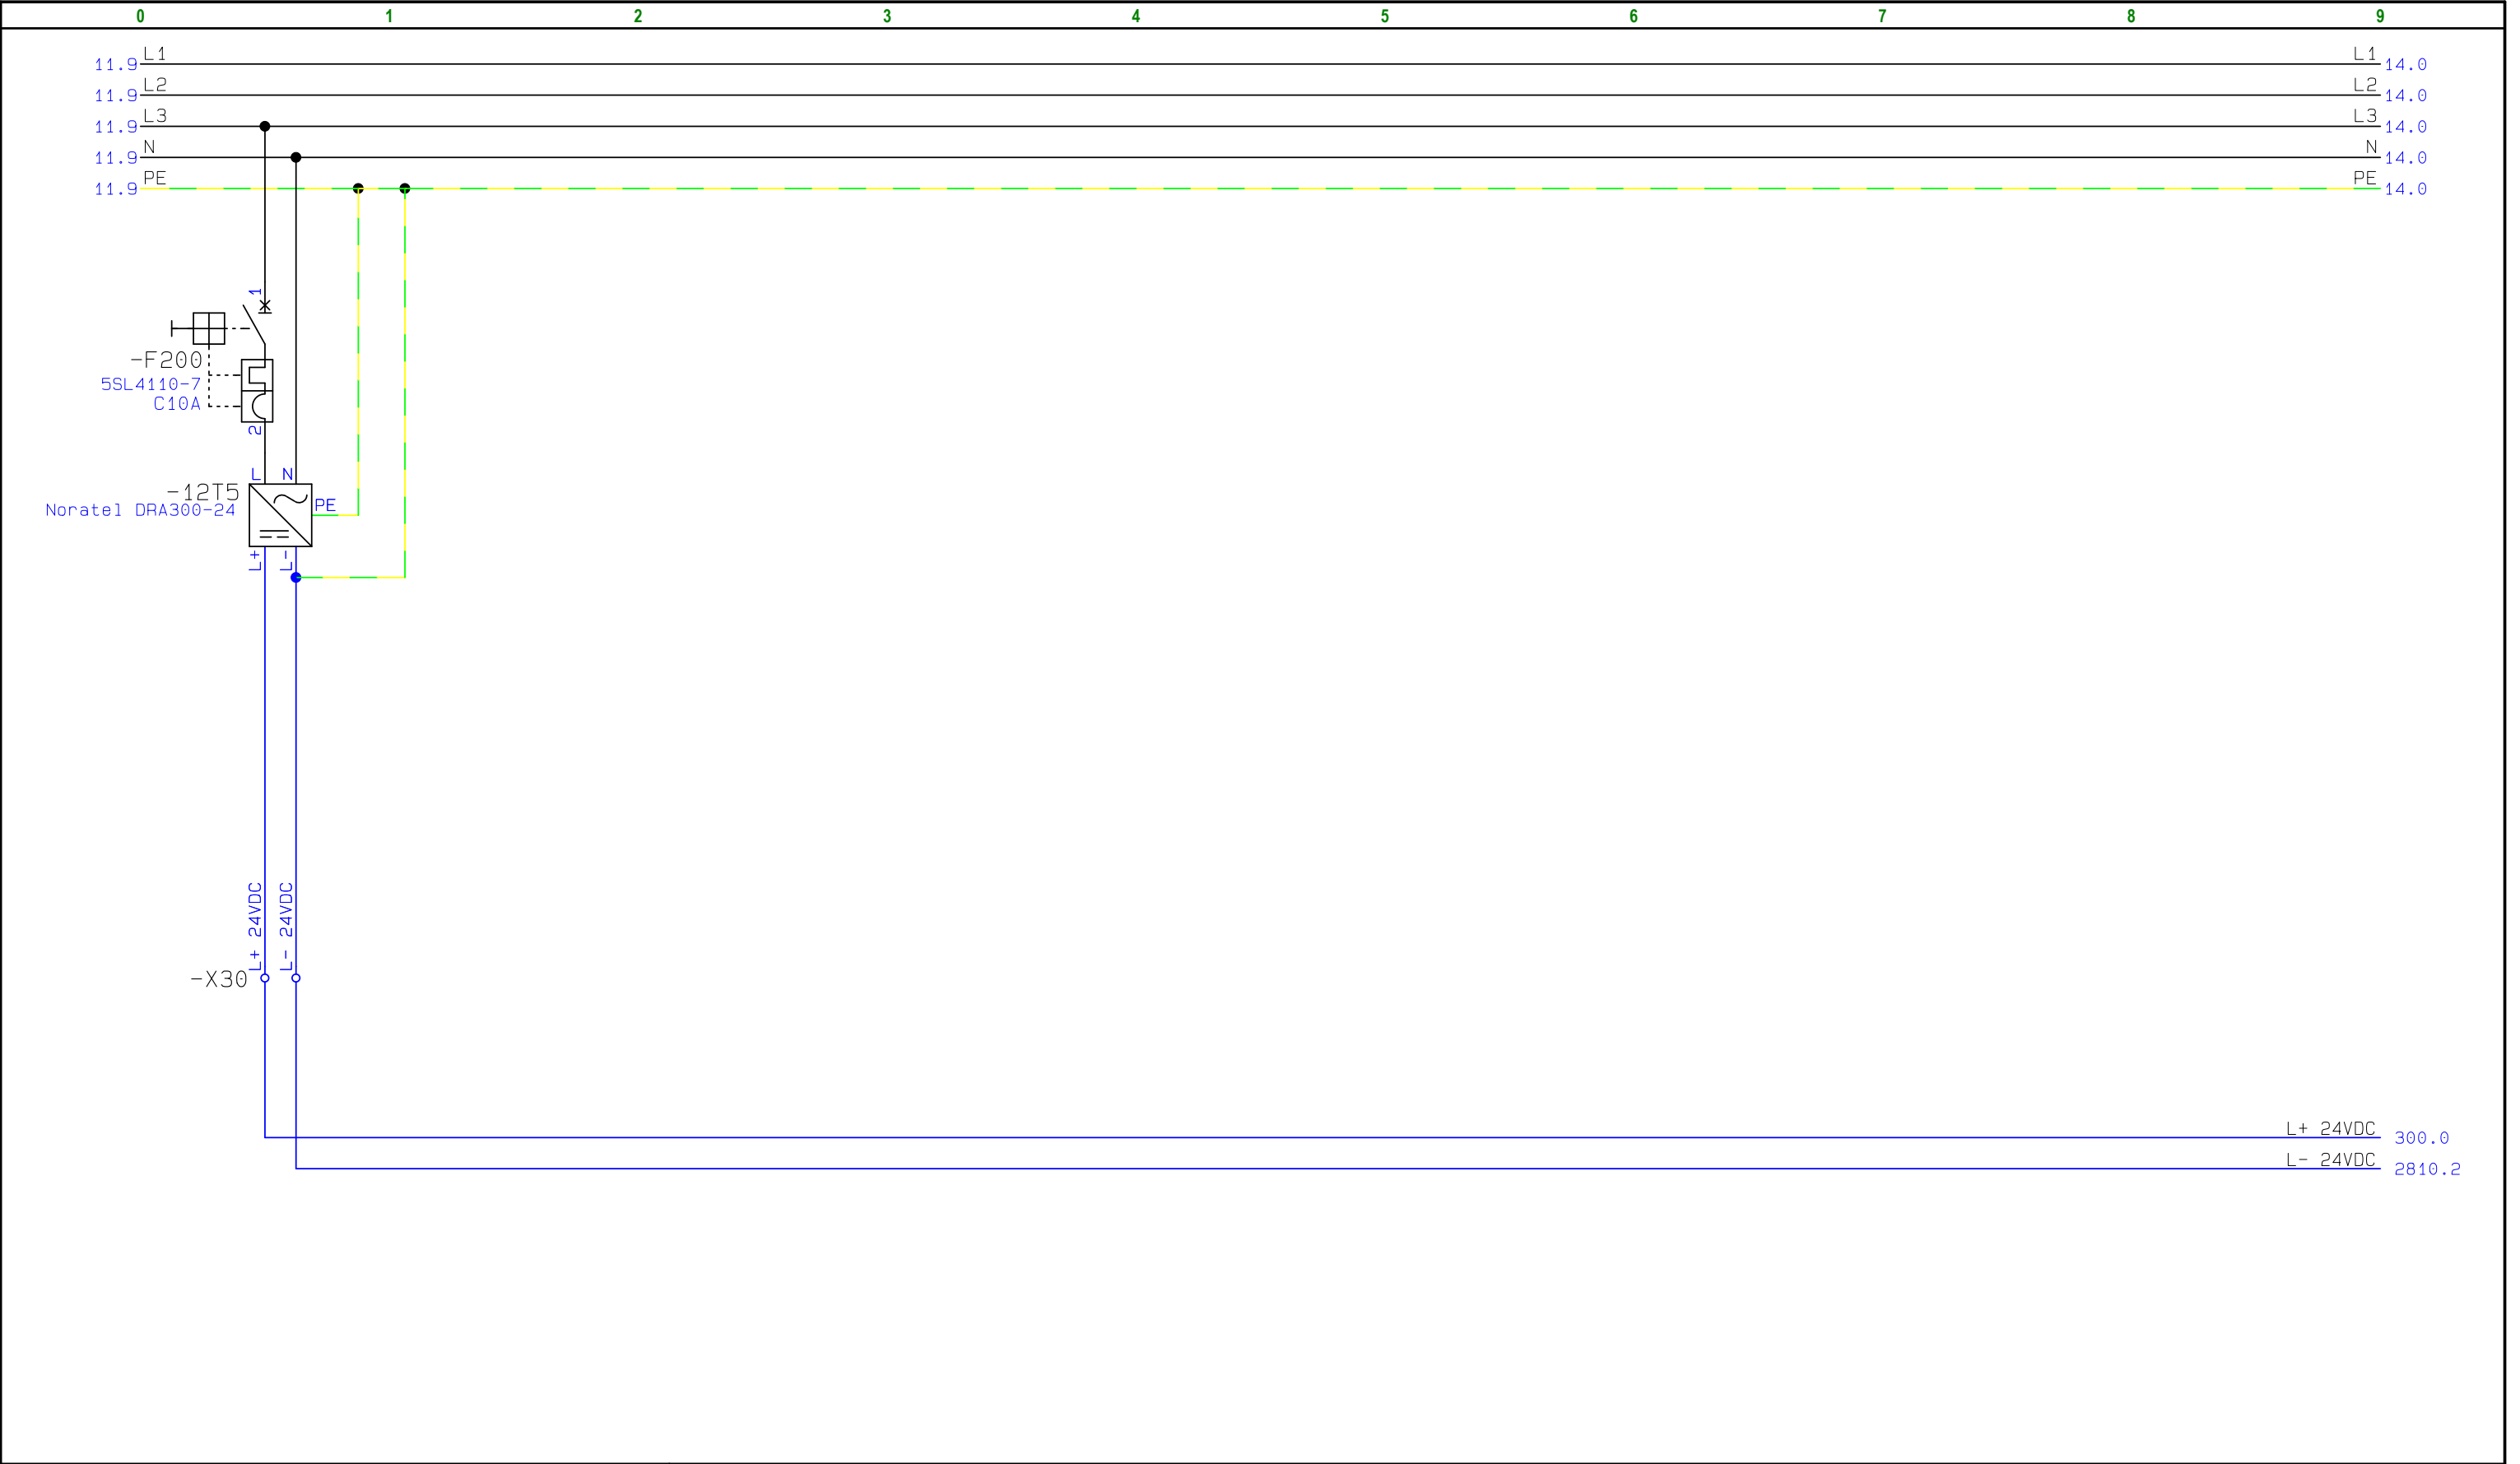 0 1 2 3 4 5 6 7 8 9
11.9 L1 L1 14.0
11.9 L2 L2 14.0
11.9 L3 L3 14.0
11.9 N N 14.0
11.9 PE PE 14.0
1
-F200
5SL4110-7
C10A
2
L N
-12T5
Noratel DRA300-24
PE
L+ L-
L+ 24VDC
L- 24VDC
-X30
L+ 24VDC 300.0
L- 24VDC 2810.2